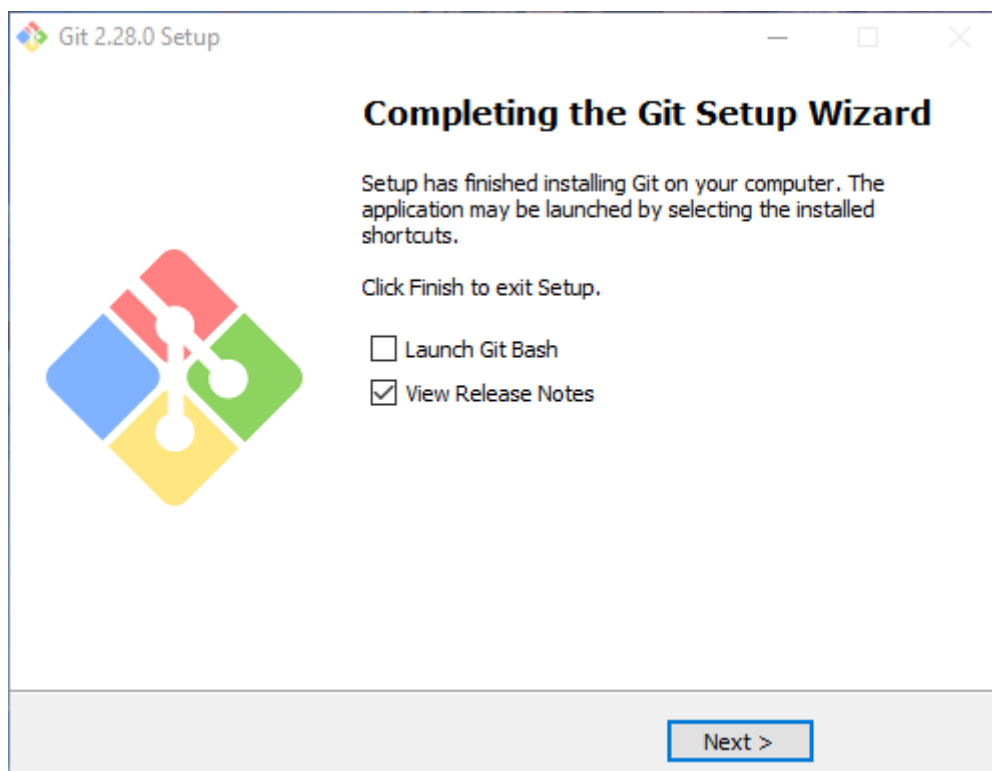 Git 2.28.0 Setup
Completing the Git Setup Wizard
Setup has finished installing Git on your computer. The
application may be launched by selecting the installed
shortcuts.
Click Finish to exit Setup.
Launch Git Bash
View Release Notes
Next >